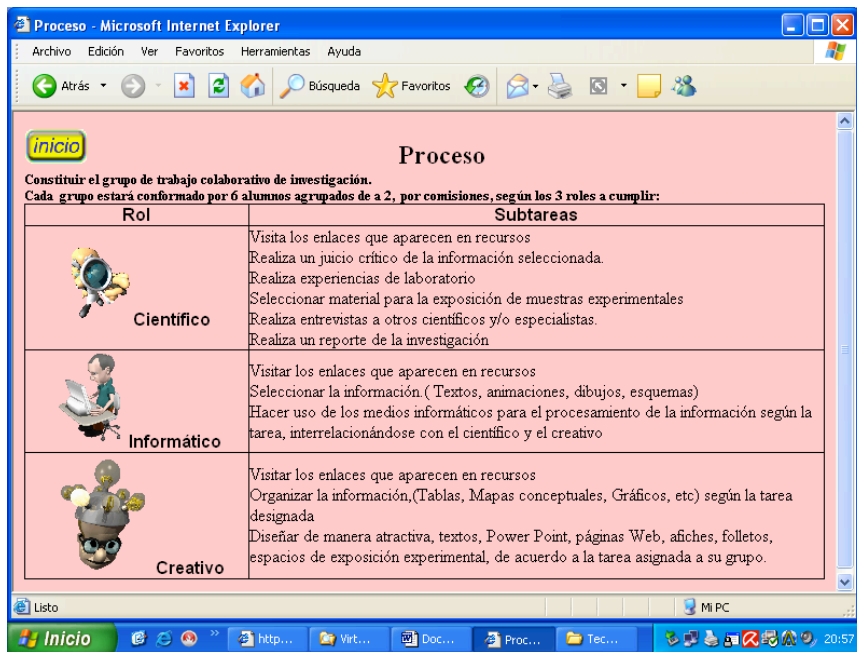 Proceso - Microsoft Internet Explorer
Archivo Edición Ver Favoritos Herramientas Ayuda
Atrás Búsqueda Favoritos
inicio
Proceso
Constituir el grupo de trabajo colaborativo de investigación.
Cada grupo estará conformado por 6 alumnos agrupados de a 2, por comisiones, según los 3 roles a cumplir:
Rol Subtareas
Visita los enlaces que aparecen en recursos
Realiza un juicio crítico de la información seleccionada.
Realiza experiencias de laboratorio
Seleccionar material para la exposición de muestras experimentales
Realiza entrevistas a otros científicos y/o especialistas.
Realiza un reporte de la investigación
Científico
Visitar los enlaces que aparecen en recursos
Seleccionar la información.( Textos, animaciones, dibujos, esquemas)
Hacer uso de los medios informáticos para el procesamiento de la información según la
tarea, interrelacionándose con el científico y el creativo
Informático
Visitar los enlaces que aparecen en recursos
Organizar la información,(Tablas, Mapas conceptuales, Gráficos, etc) según la tarea
designada
Diseñar de manera atractiva, textos, Power Point, páginas Web, afiches, folletos,
espacios de exposición experimental, de acuerdo a la tarea asignada a su grupo.
Creativo
Listo Mi PC
Inicio http... Virt... Doc... Proc... Tec... 20:57